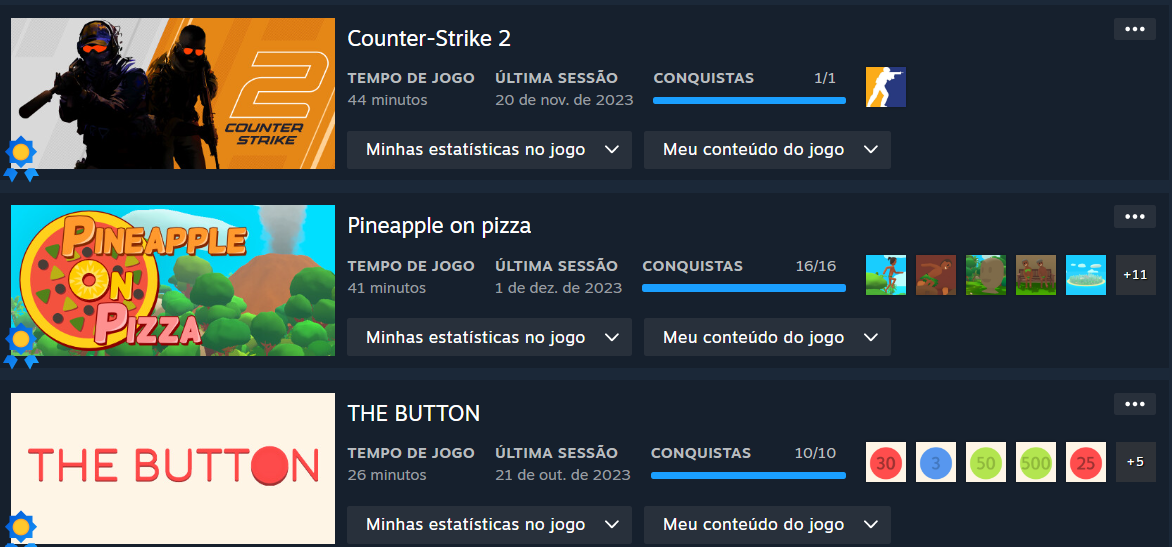 Counter-Strike 2
TEMPO DE JOGO ÚLTIMA SESSÃO CONQUISTAS 1/1
44 minutos 20 de nov. de 2023
2
COUNTER
STRIKE
Minhas estatísticas no jogo Meu conteúdo do jogo
Pineapple on pizza
PINEAPPLE
ON
PIZZA
TEMPO DE JOGO ÚLTIMA SESSÃO CONQUISTAS 16/16
+11
41 minutos 1 de dez. de 2023
Minhas estatísticas no jogo Meu conteúdo do jogo
THE BUTTON
TEMPO DE JOGO ÚLTIMA SESSÃO CONQUISTAS 10/10
THE BUTTON
30 3 50 500 25 +5
26 minutos 21 de out. de 2023
Minhas estatísticas no jogo Meu conteúdo do jogo